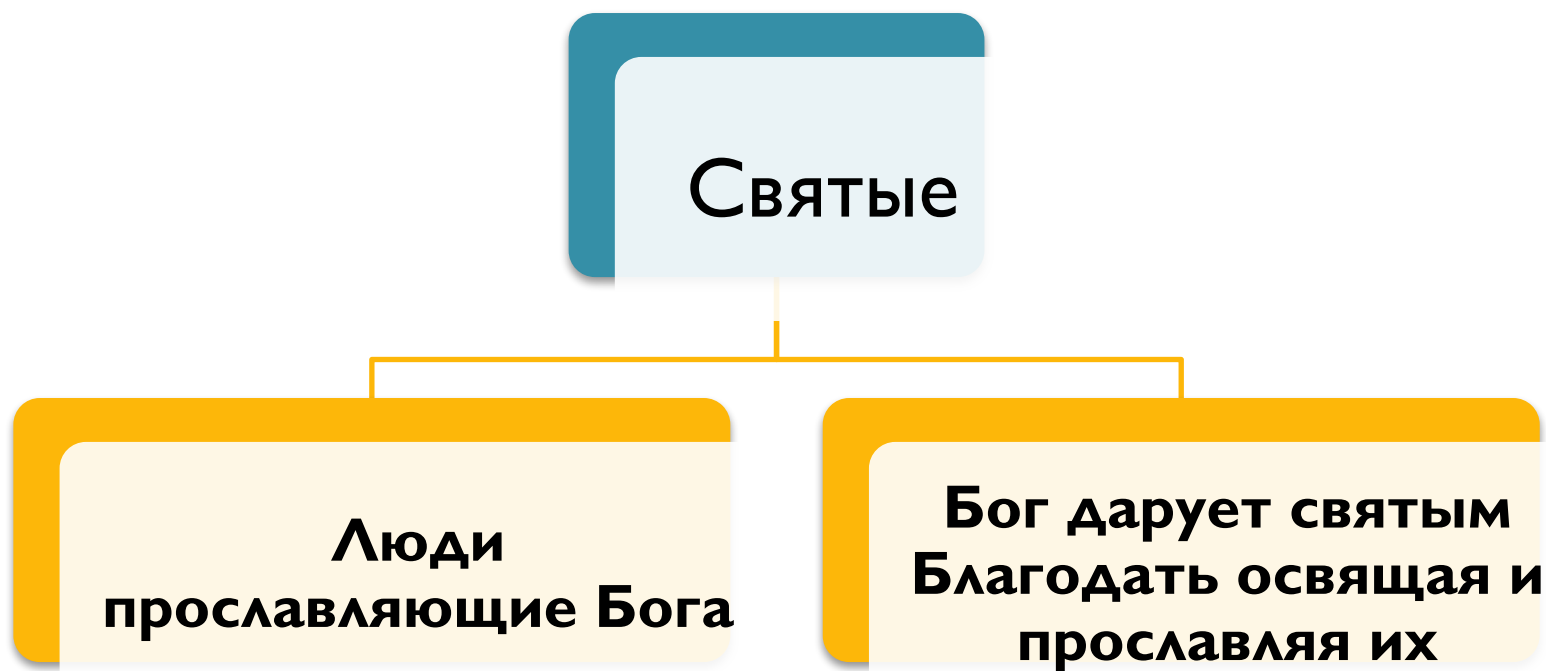 Святые
Люди
прославляющие Бога
Бог дарует святым
Благодать освящая и
прославляя их